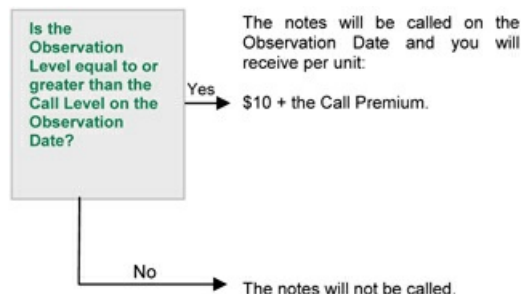 Is the
Observation
Level equal to or
greater than the
Call Level on the
Observation
Date?
Yes
The notes will be called on the
Observation Date and you will
receive per unit:
$10 + the Call Premium.
No
The notes will not be called.